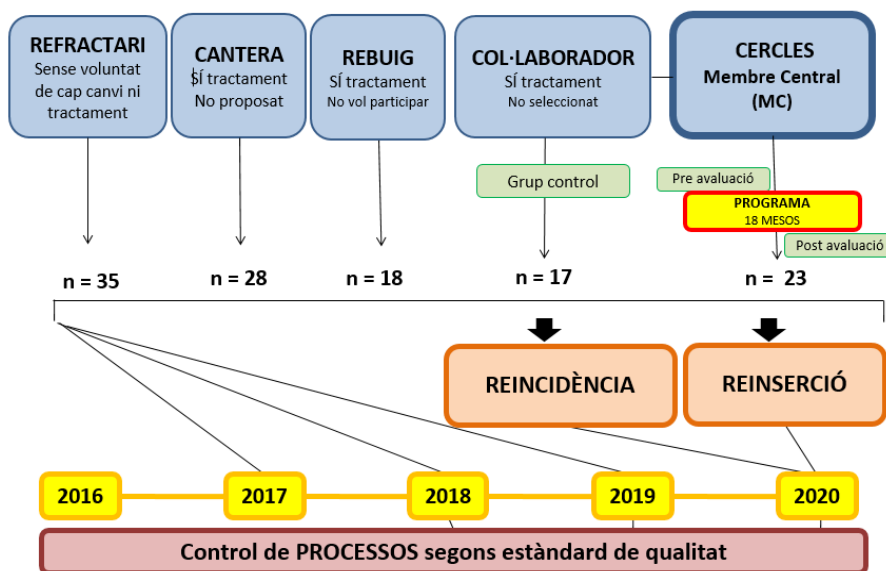 REFRACTARI
Sense voluntat
de cap canvi ni
tractament
CANTERA
SÍ tractament
No proposat
REBUIG
SÍ tractament
No vol participar
COL·LABORADOR
SÍ tractament
No seleccionat
CERCLES
Membre Central
(MC)
Grup control
Pre avaluació
PROGRAMA
18 MESOS
Post avaluació
n = 35
n = 28
n = 18
n = 17
n = 23
REINCIDÈNCIA
REINSERCIÓ
2016
2017
2018
2019
2020
Control de PROCESSOS segons estàndard de qualitat